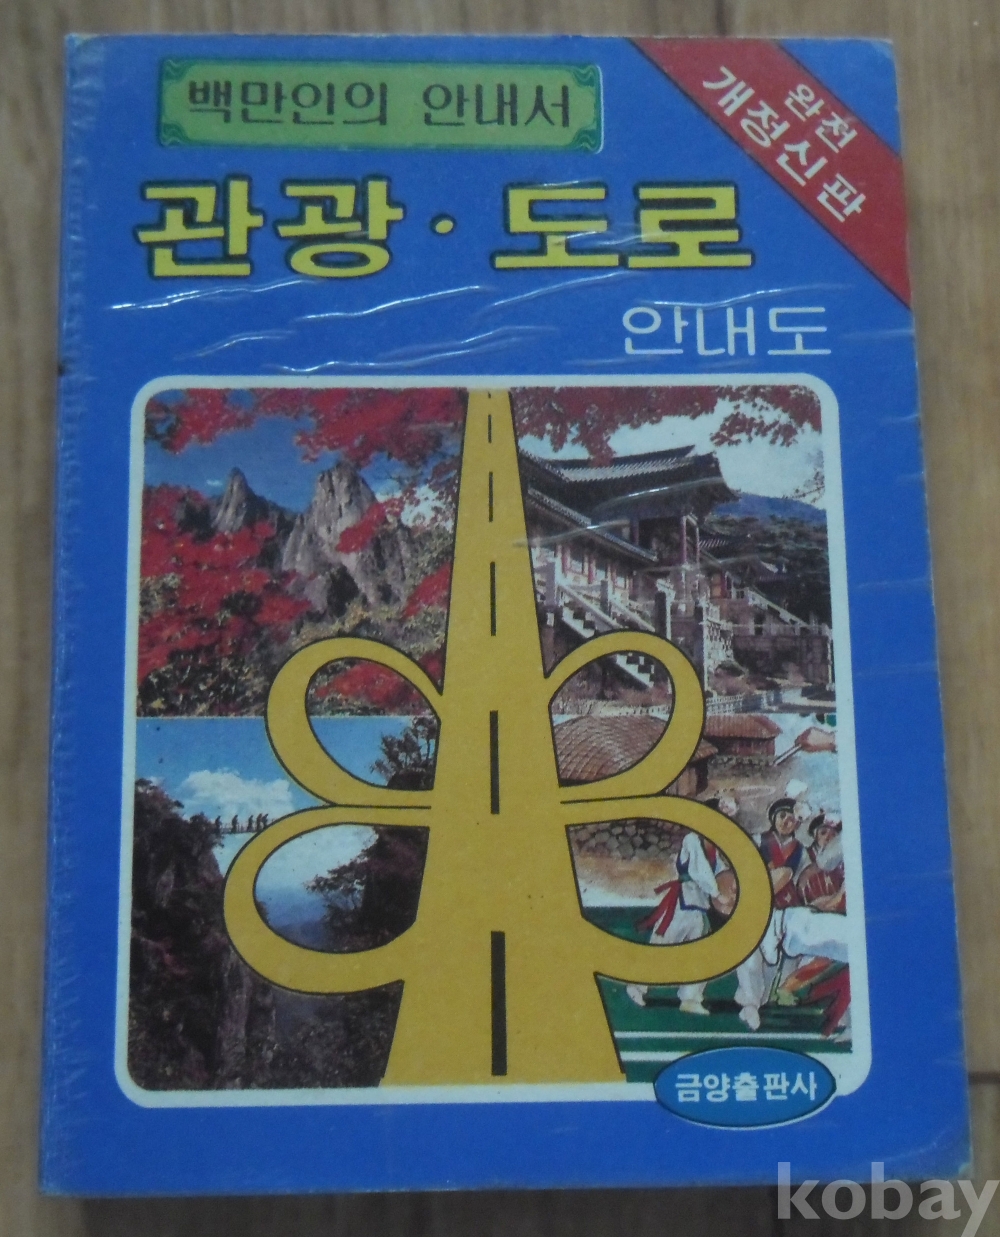 백만인의 안내서
완전
개정신판
관광·도로
안내도
금양출판사
kobay